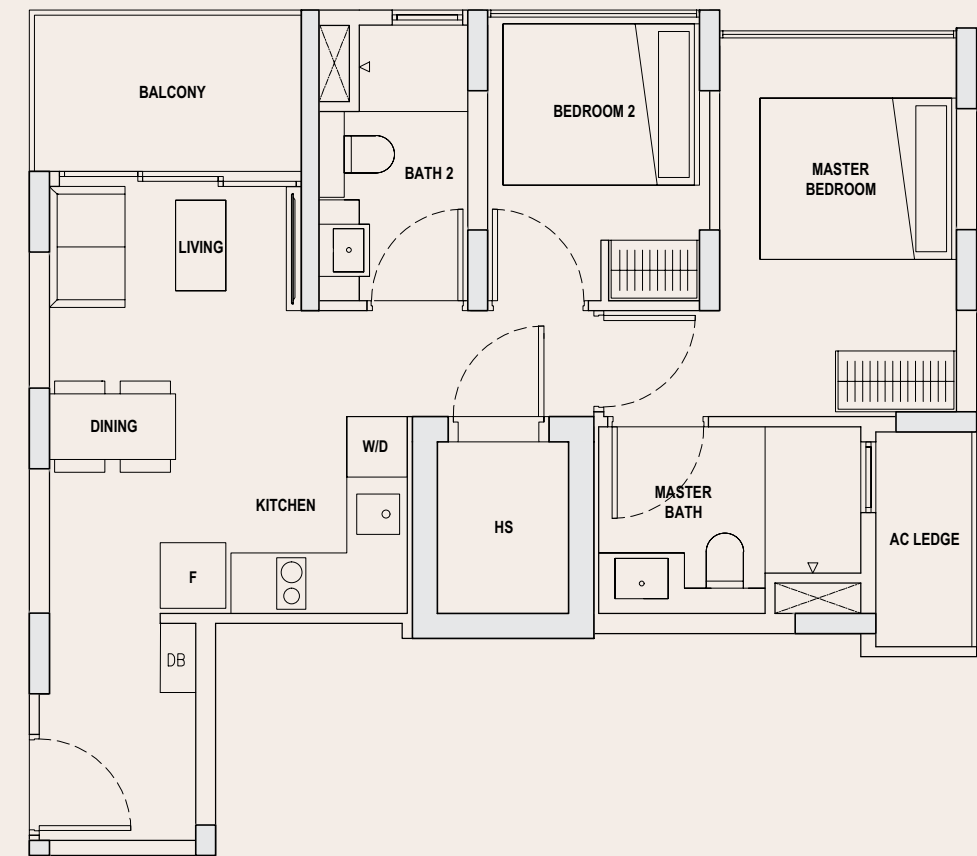 BALCONY
BEDROOM 2
BATH 2
MASTER
BEDROOM
LIVING
DINING
W/D
KITCHEN
MASTER
BATH
HS
AC LEDGE
F
DB